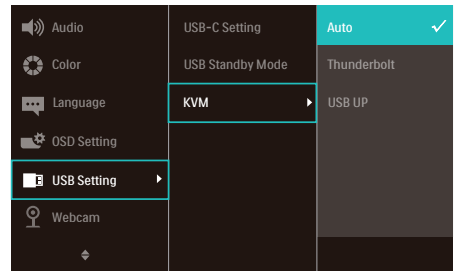 Audio
Color
Language
OSD Setting
USB Setting
Webcam
USB-C Setting
USB Standby Mode
KVM
Auto
Thunderbolt
USB UP